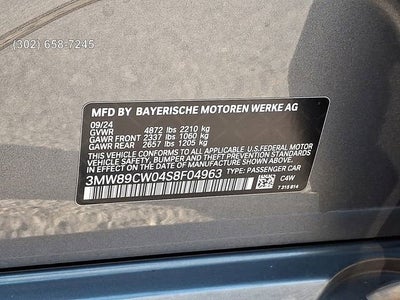 (302) 658-7245
MFD BY BAYERISCHE MOTOREN WERKE AG
09/24
GVWR 4872 lbs 2210 kg
GAWR FRONT 2337 lbs 1060 kg
GAWR REAR 2657 lbs 1205 kg
THIS VEHICLE CONFORMS TO ALL APPLICABLE U.S.FEDERAL MOTOR
VEHICLE SAFETY, BUMPER AND THEFT PREVENTION STANDARDS IN
EFFECT ON THE DATE OF MANUFACTURE SHOWN ABOVE.
3MW89CW04S8F04963 TYPE: PASSENGER CAR
C4W
7 315 814